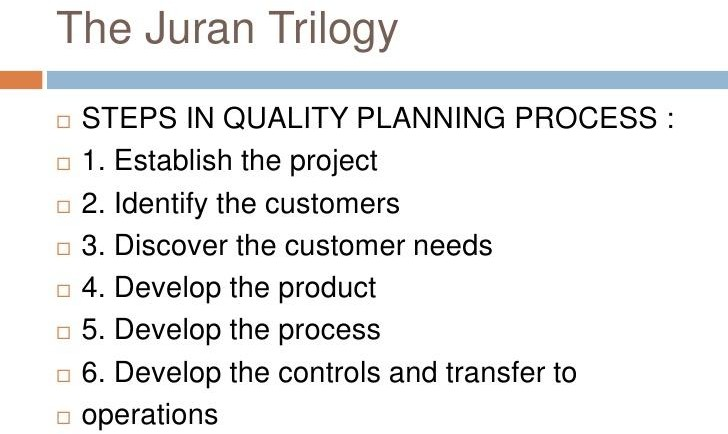 The Juran Trilogy
STEPS IN QUALITY PLANNING PROCESS :
1. Establish the project
2. Identify the customers
3. Discover the customer needs
4. Develop the product
5. Develop the process
6. Develop the controls and transfer to
operations